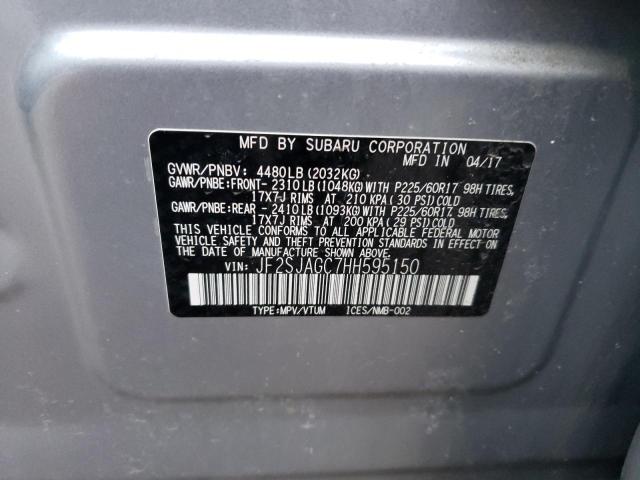 MFD BY SUBARU CORPORATION
MFD IN 04/17
GVWR/PNBV: 4480LB (2032KG)
GAWR/PNBE: FRONT- 2310LB (1048KG) WITH P225/60R17 98H TIRES,
17X7J RIMS AT 210 KPA (30 PSI) COLD
GAWR/PNBE: REAR - 2410LB (1093KG) WITH P225/60R17 98H TIRES,
17X7J RIMS AT 200 KPA (29 PSI) COLD
THIS VEHICLE CONFORMS TO ALL APPLICABLE FEDERAL MOTOR
VEHICLE SAFETY AND THEFT PREVENTION STANDARDS IN EFFECT ON
THE DATE OF MANUFACTURE SHOWN ABOVE.
VIN: JF2SJAGC7HH595150
TYPE:MPV/VTUM ICES/NMB-002